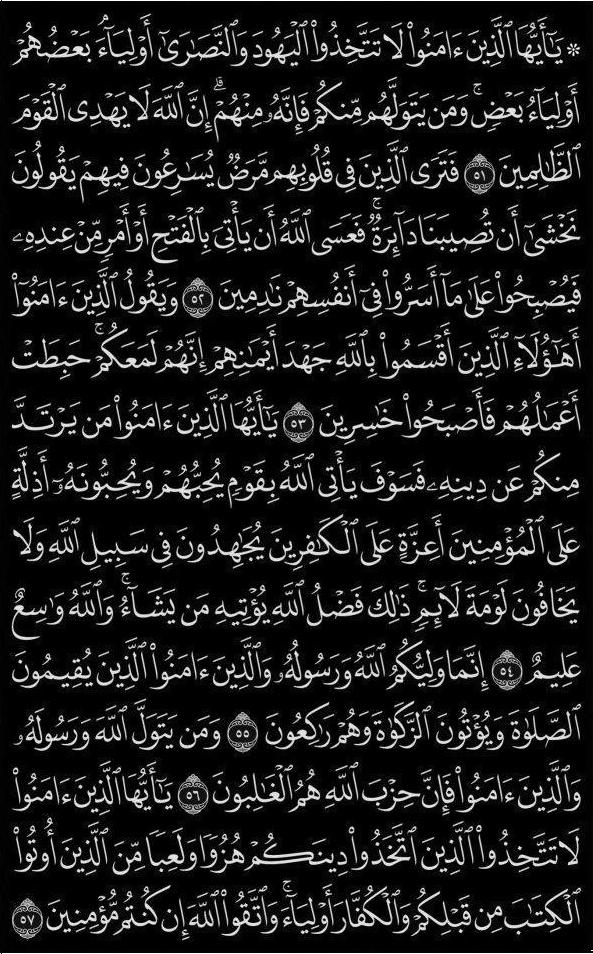 ۞ يَٰٓأَيُّهَا ٱلَّذِينَ ءَامَنُوا۟ لَا تَتَّخِذُوا۟ ٱلْيَهُودَ وَٱلنَّصَٰرَىٰٓ أَوْلِيَآءَ ۘ بَعْضُهُمْ
أَوْلِيَآءُ بَعْضٍ ۚ وَمَن يَتَوَلَّهُم مِّنكُمْ فَإِنَّهُۥ مِنْهُمْ ۗ إِنَّ ٱللَّهَ لَا يَهْدِى ٱلْقَوْمَ
ٱلظَّٰلِمِينَ ٥١ فَتَرَى ٱلَّذِينَ فِى قُلُوبِهِم مَّرَضٌ يُسَٰرِعُونَ فِيهِمْ يَقُولُونَ
نَخْشَىٰٓ أَن تُصِيبَنَا دَآئِرَةٌ ۚ فَعَسَى ٱللَّهُ أَن يَأْتِىَ بِٱلْفَتْحِ أَوْ أَمْرٍ مِّنْ عِندِهِۦ
فَيُصْبِحُوا۟ عَلَىٰ مَآ أَسَرُّوا۟ فِىٓ أَنفُسِهِمْ نَٰدِمِينَ ٥٢ وَيَقُولُ ٱلَّذِينَ ءَامَنُوٓا۟
أَهَٰٓؤُلَآءِ ٱلَّذِينَ أَقْسَمُوا۟ بِٱللَّهِ جَهْدَ أَيْمَٰنِهِمْ إِنَّهُمْ لَمَعَكُمْ ۚ حَبِطَتْ
أَعْمَٰلُهُمْ فَأَصْبَحُوا۟ خَٰسِرِينَ ٥٣ يَٰٓأَيُّهَا ٱلَّذِينَ ءَامَنُوا۟ مَن يَرْتَدَّ
مِنكُمْ عَن دِينِهِۦ فَسَوْفَ يَأْتِى ٱللَّهُ بِقَوْمٍ يُحِبُّهُمْ وَيُحِبُّونَهُۥٓ أَذِلَّةٍ
عَلَى ٱلْمُؤْمِنِينَ أَعِزَّةٍ عَلَى ٱلْكَٰفِرِينَ يُجَٰهِدُونَ فِى سَبِيلِ ٱللَّهِ وَلَا
يَخَافُونَ لَوْمَةَ لَآئِمٍ ۚ ذَٰلِكَ فَضْلُ ٱللَّهِ يُؤْتِيهِ مَن يَشَآءُ ۚ وَٱللَّهُ وَٰسِعٌ
عَلِيمٌ ٥٤ إِنَّمَا وَلِيُّكُمُ ٱللَّهُ وَرَسُولُهُۥ وَٱلَّذِينَ ءَامَنُوا۟ ٱلَّذِينَ يُقِيمُونَ
ٱلصَّلَوٰةَ وَيُؤْتُونَ ٱلزَّكَوٰةَ وَهُمْ رَٰكِعُونَ ٥٥ وَمَن يَتَوَلَّ ٱللَّهَ وَرَسُولَهُۥ
وَٱلَّذِينَ ءَامَنُوا۟ فَإِنَّ حِزْبَ ٱللَّهِ هُمُ ٱلْغَٰلِبُونَ ٥٦ يَٰٓأَيُّهَا ٱلَّذِينَ ءَامَنُوا۟
لَا تَتَّخِذُوا۟ ٱلَّذِينَ ٱتَّخَذُوا۟ دِينَكُمْ هُزُوًا وَلَعِبًا مِّنَ ٱلَّذِينَ أُوتُوا۟
ٱلْكِتَٰبَ مِن قَبْلِكُمْ وَٱلْكُفَّارَ أَوْلِيَآءَ ۚ وَٱتَّقُوا۟ ٱللَّهَ إِن كُنتُم مُّؤْمِنِينَ ٥٧